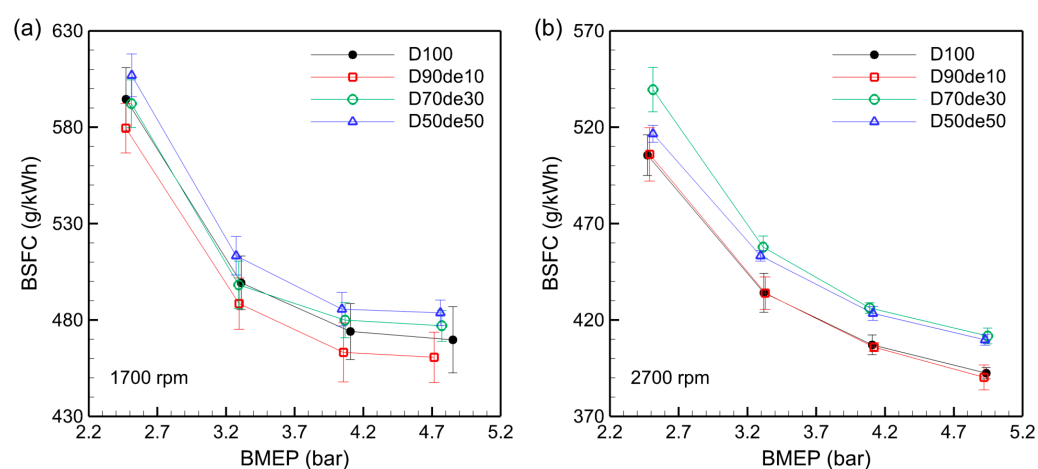 (a)
630
580
530
480
430
BSFC (g/kWh)
D100
D90de10
D70de30
D50de50
1700 rpm
2.2 2.7 3.2 3.7 4.2 4.7 5.2
BMEP (bar)
(b)
570
520
470
420
370
BSFC (g/kWh)
D100
D90de10
D70de30
D50de50
2700 rpm
2.2 2.7 3.2 3.7 4.2 4.7 5.2
BMEP (bar)